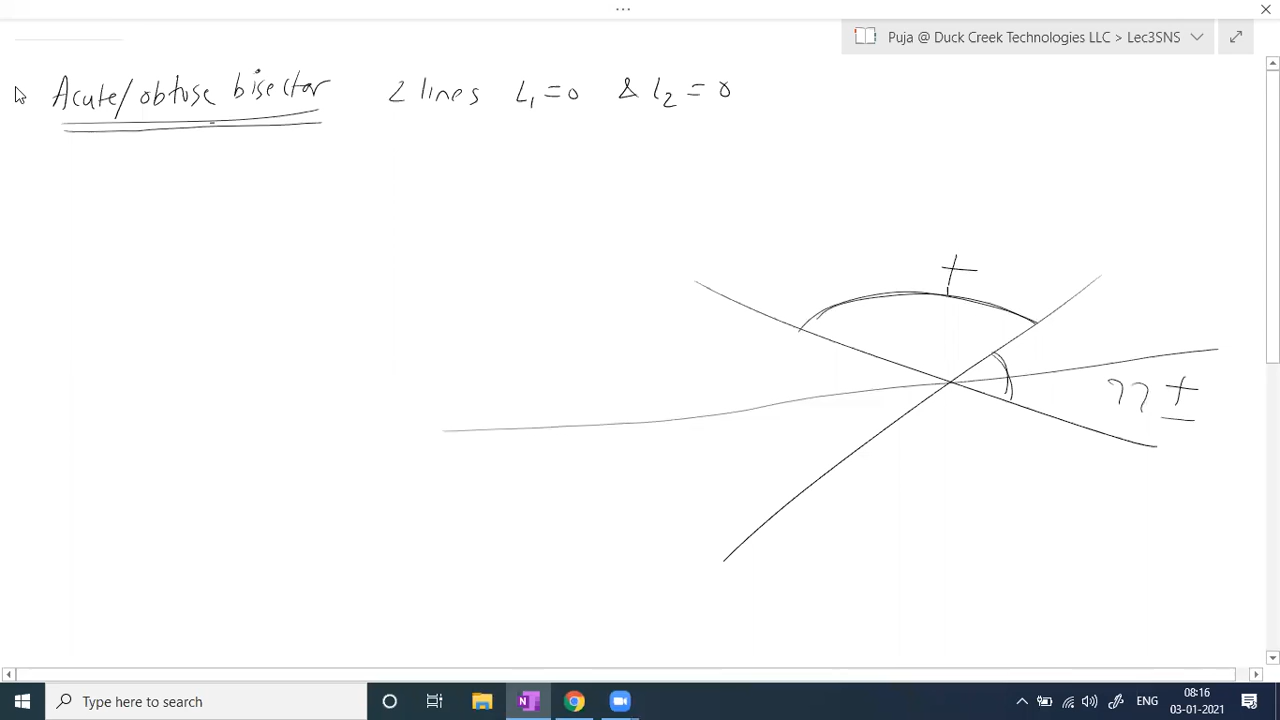 Puja @ Duck Creek Technologies LLC > Lec3SNS
Acute/obtuse bisector 2 lines L₁=0 & L₂=0
+
?? ±
Type here to search
N
ENG
08:16
03-01-2021